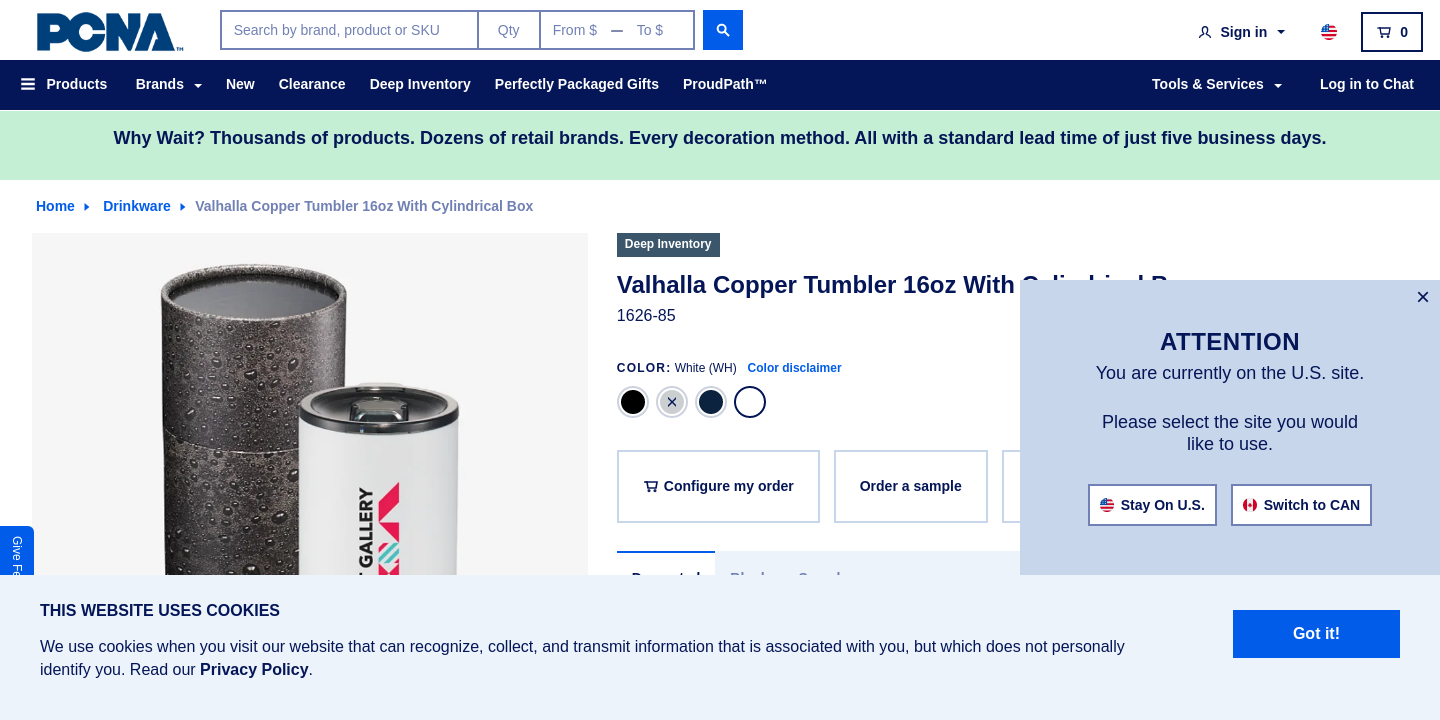 PCNA™
Search by brand, product or SKU
Qty
From $ — To $
Sign in
0
Products
Brands
New
Clearance
Deep Inventory
Perfectly Packaged Gifts
ProudPath™
Tools & Services
Log in to Chat
Why Wait? Thousands of products. Dozens of retail brands. Every decoration method. All with a standard lead time of just five business days.
Home
Drinkware
Valhalla Copper Tumbler 16oz With Cylindrical Box
Deep Inventory
Valhalla Copper Tumbler 16oz With
1626-85
COLOR: White (WH) Color disclaimer
Configure my order
Order a sample
GALLERY
×
ATTENTION
You are currently on the U.S. site.
Please select the site you would
like to use.
Stay On U.S.
Switch to CAN
Give
THIS WEBSITE USES COOKIES
We use cookies when you visit our website that can recognize, collect, and transmit information that is associated with you, but which does not personally
identify you. Read our Privacy Policy.
Got it!